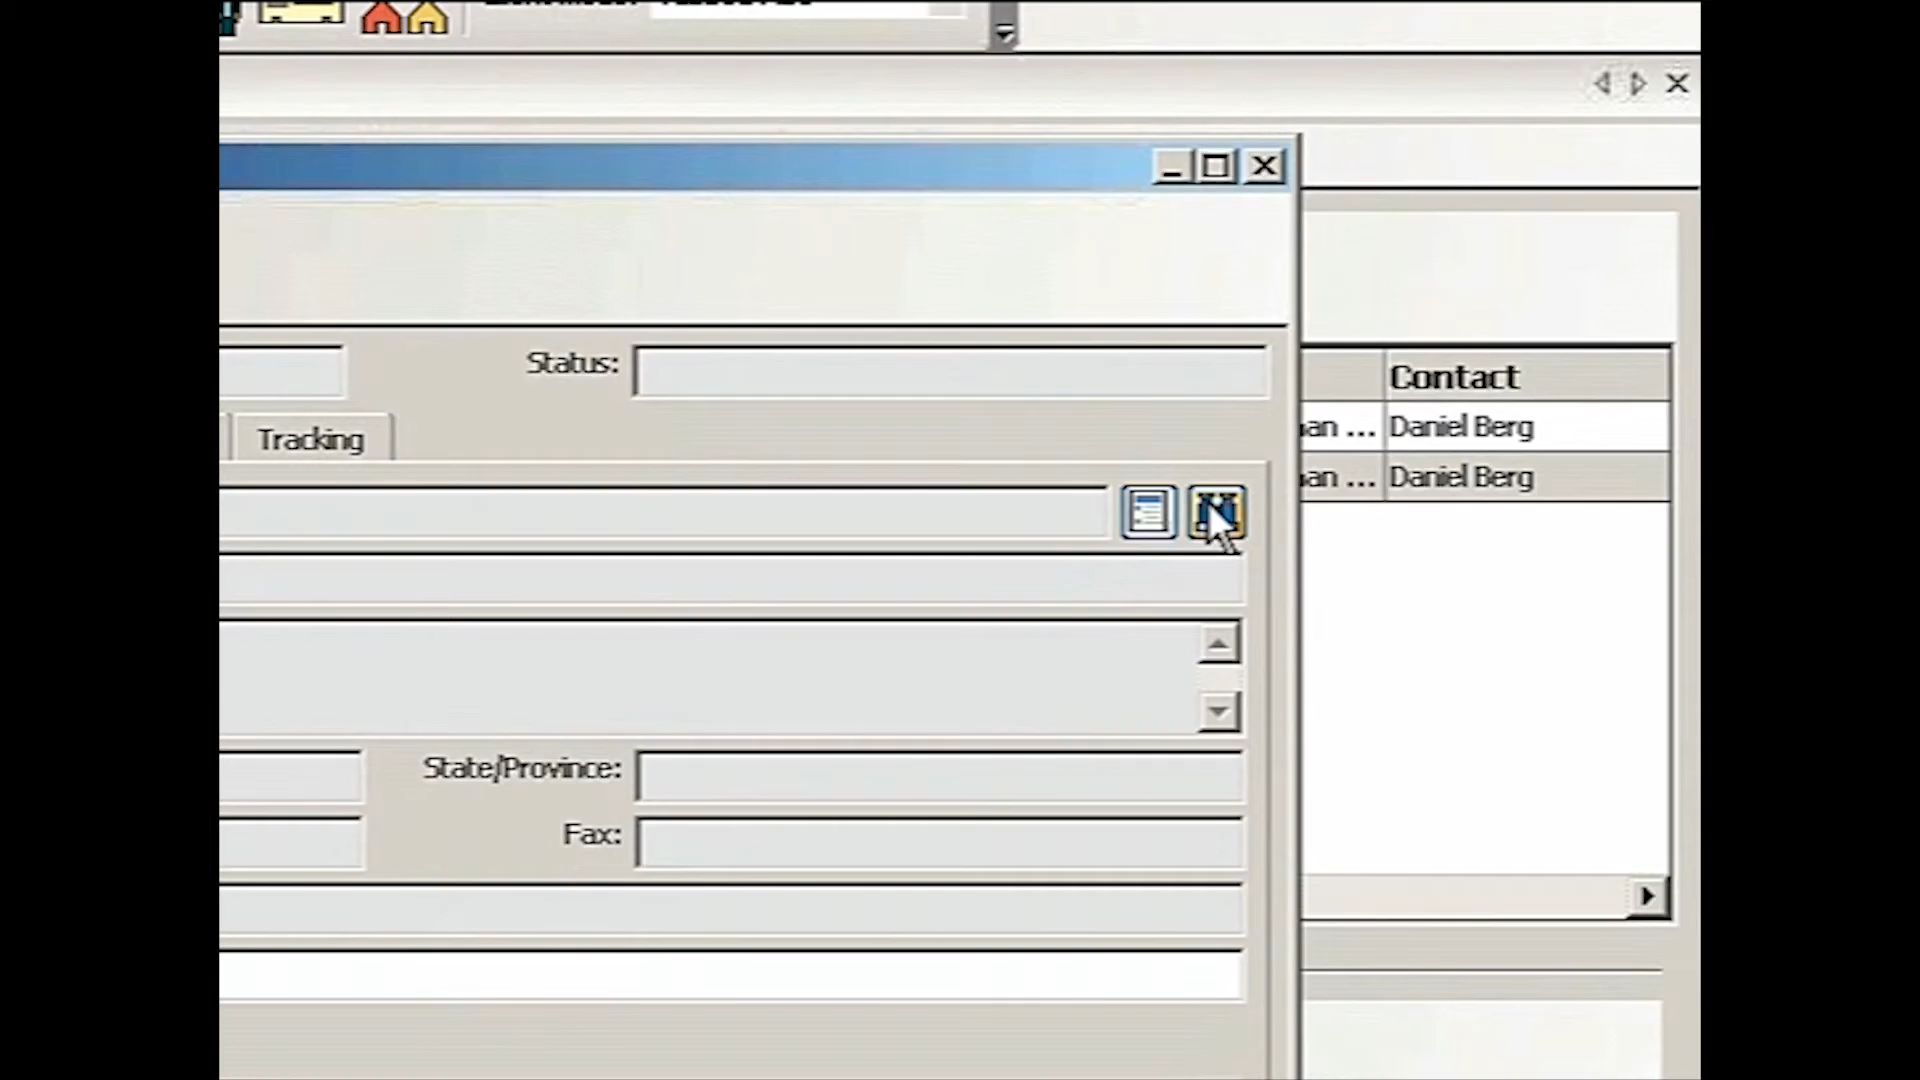 Status:
Contact
an ... Daniel Berg
Tracking
an ... Daniel Berg
State/Province:
Fax: